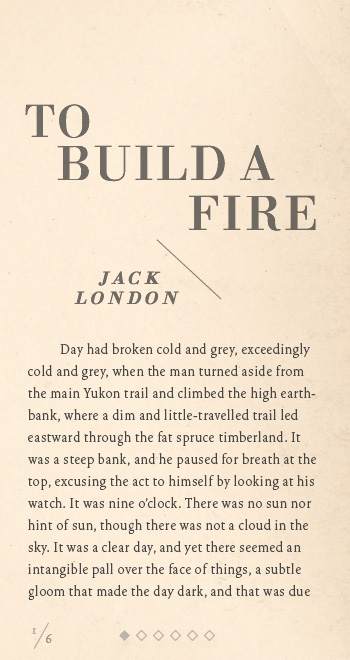 TO
BUILD A
FIRE
JACK
LONDON
Day had broken cold and grey, exceedingly
cold and grey, when the man turned aside from
the main Yukon trail and climbed the high earth-
bank, where a dim and little-travelled trail led
eastward through the fat spruce timberland. It
was a steep bank, and he paused for breath at the
top, excusing the act to himself by looking at his
watch. It was nine o'clock. There was no sun nor
hint of sun, though there was not a cloud in the
sky. It was a clear day, and yet there seemed an
intangible pall over the face of things, a subtle
gloom that made the day dark, and that was due
1/6